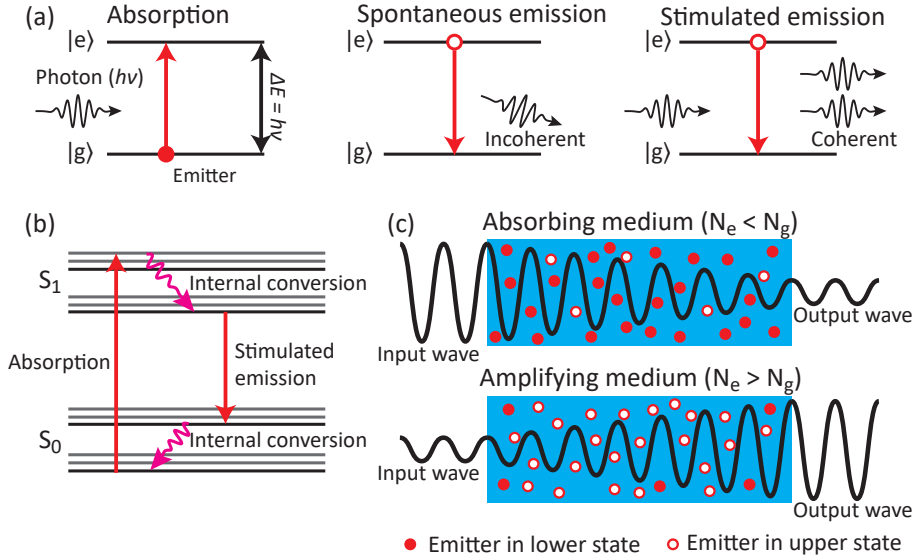 (a)
Absorption
Spontaneous emission
Stimulated emission
|e⟩
|e⟩
|e⟩
Photon (hν)
ΔE = hν
Incoherent
Coherent
|g⟩
|g⟩
|g⟩
Emitter
(b)
(c)
Absorbing medium (Ne < Ng)
S1
Internal conversion
Input wave
Output wave
Absorption
Stimulated
emission
Amplifying medium (Ne > Ng)
S0
Internal conversion
Input wave
Output wave
Emitter in lower state
Emitter in upper state